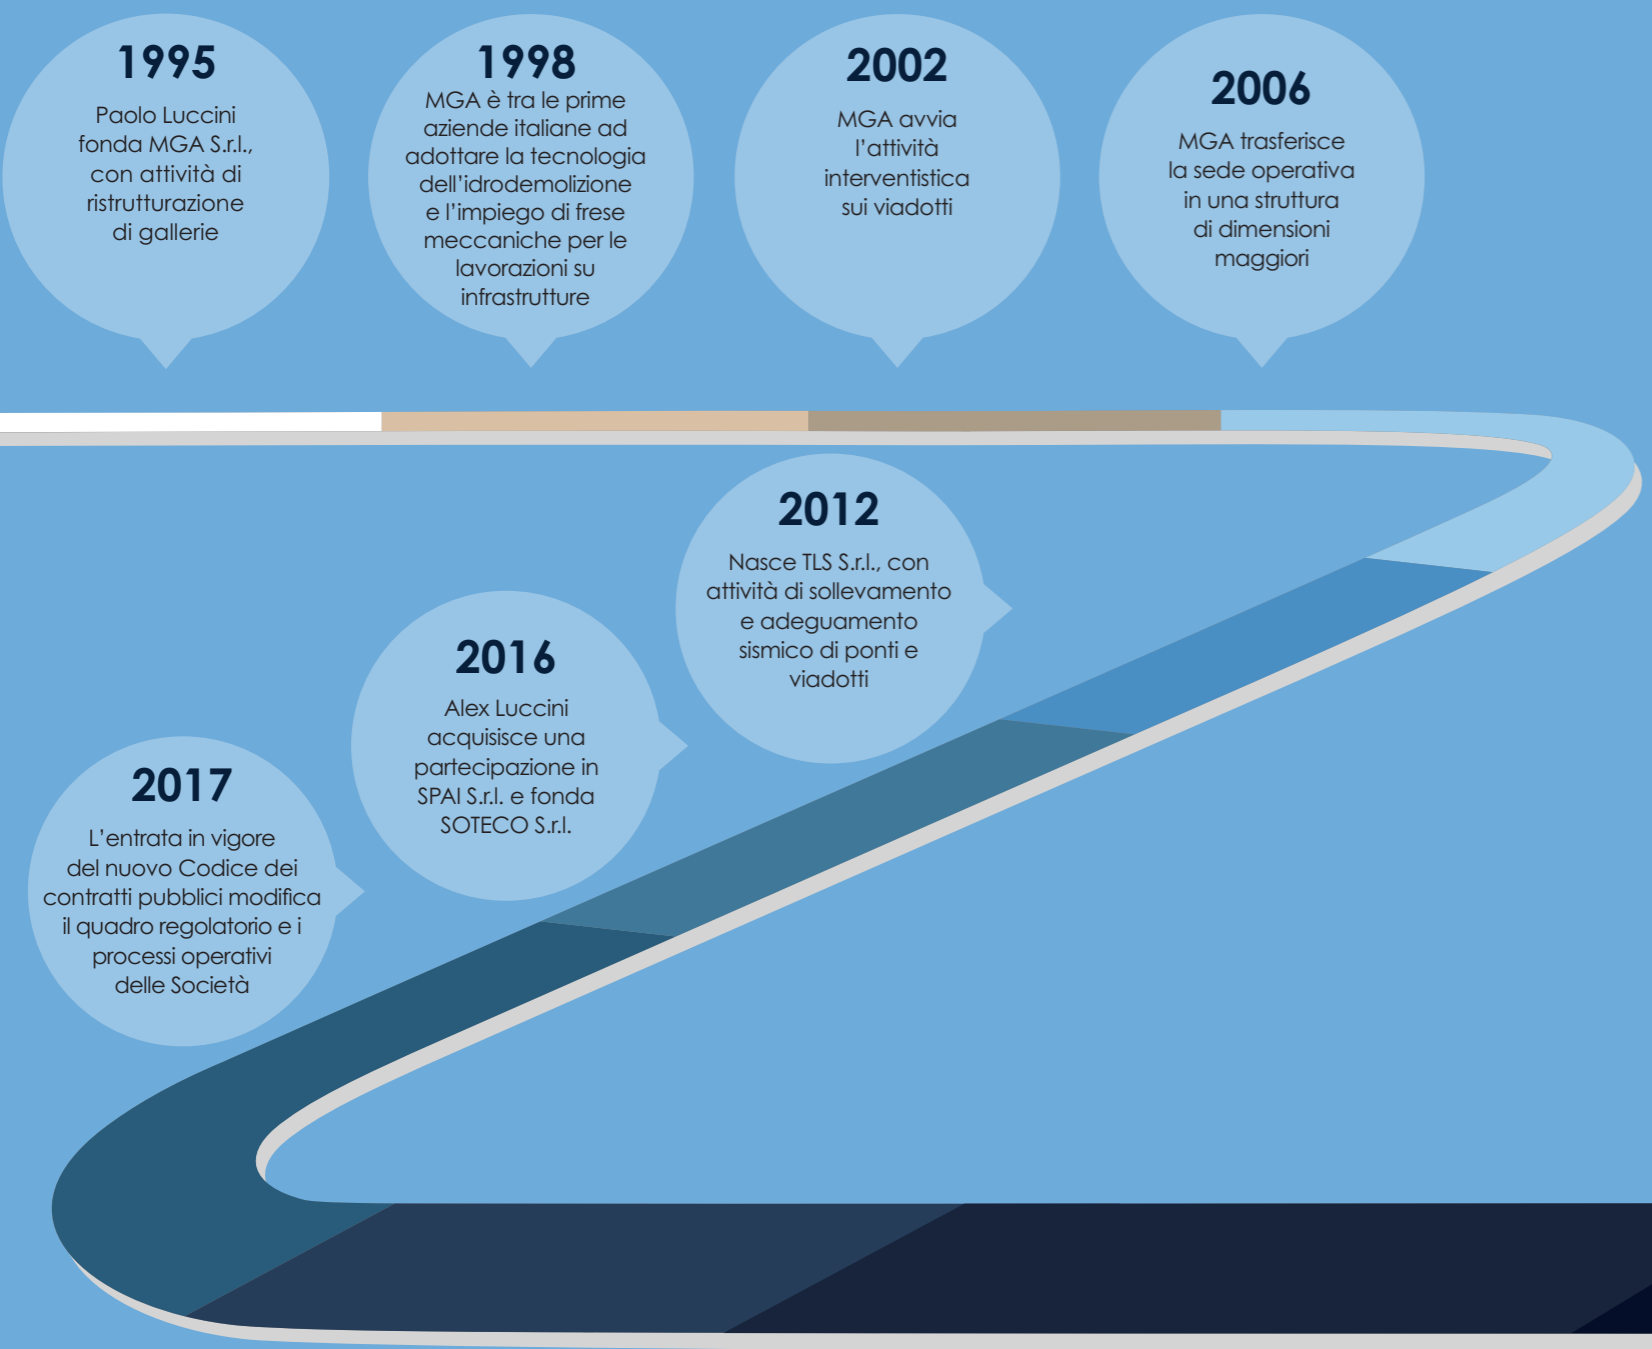 1995
Paolo Luccini
fonda MGA S.r.l.,
con attività di
ristrutturazione
di gallerie
1998
MGA è tra le prime
aziende italiane ad
adottare la tecnologia
dell'idrodemolizione
e l'impiego di frese
meccaniche per le
lavorazioni su
infrastrutture
2002
MGA avvia
l'attività
interventistica
sui viadotti
2006
MGA trasferisce
la sede operativa
in una struttura
di dimensioni
maggiori
2012
Nasce TLS S.r.l., con
attività di sollevamento
e adeguamento
sismico di ponti e
viadotti
2016
Alex Luccini
acquisisce una
partecipazione in
SPAI S.r.l. e fonda
SOTECO S.r.l.
2017
L'entrata in vigore
del nuovo Codice dei
contratti pubblici modifica
il quadro regolatorio e i
processi operativi
delle Società